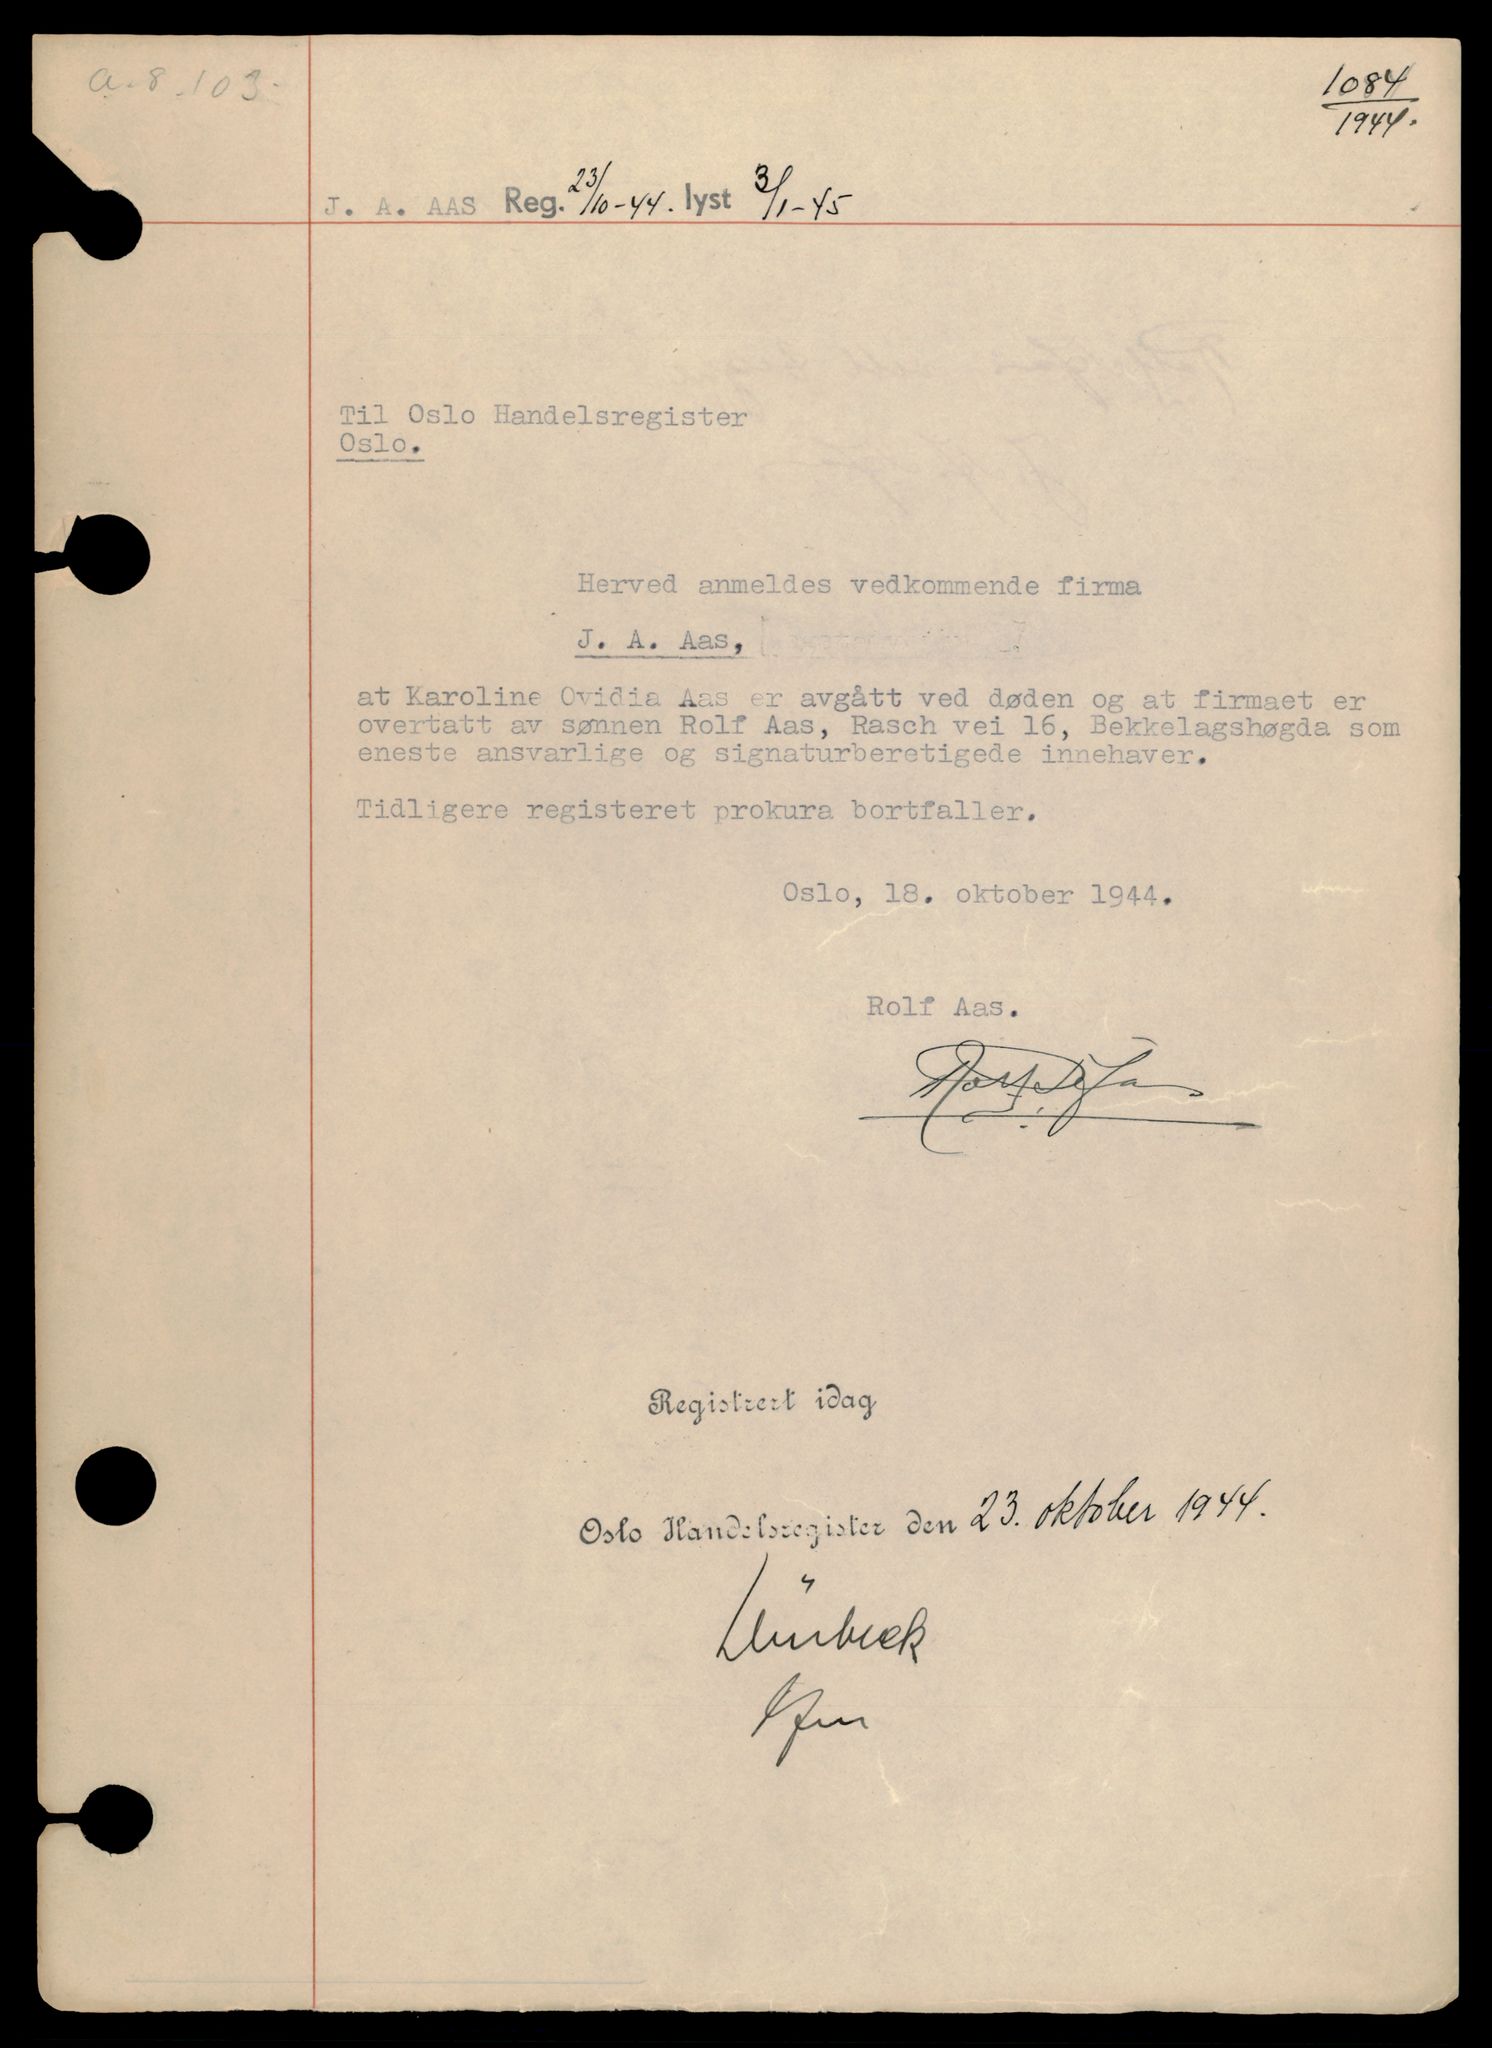 a.8.103.
1084
1944.
J. A. AAS Reg. 23/10-44. lyst 3/1-45
Til Oslo Handelsregister
Oslo.
Herved anmeldes vedkommende firma
J. A. Aas,
at Karoline Ovidia Aas er avgått ved døden og at firmaet er
overtatt av sønnen Rolf Aas, Rasch vei 16, Bekkelagshøgda som
eneste ansvarlige og signaturberetigede innehaver.
Tidligere registeret prokura bortfaller.
Oslo, 18. oktober 1944.
Rolf Aas.
Registrert idag
Oslo Handelsregister den 23. oktober 1944.